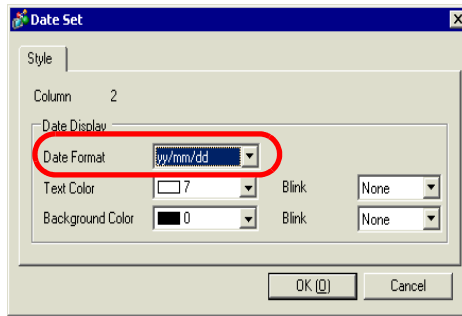 Date Set
Style
Column 2
Date Display
Date Format yy/mm/dd
Text Color 7 Blink None
Background Color 0 Blink None
OK (O) Cancel